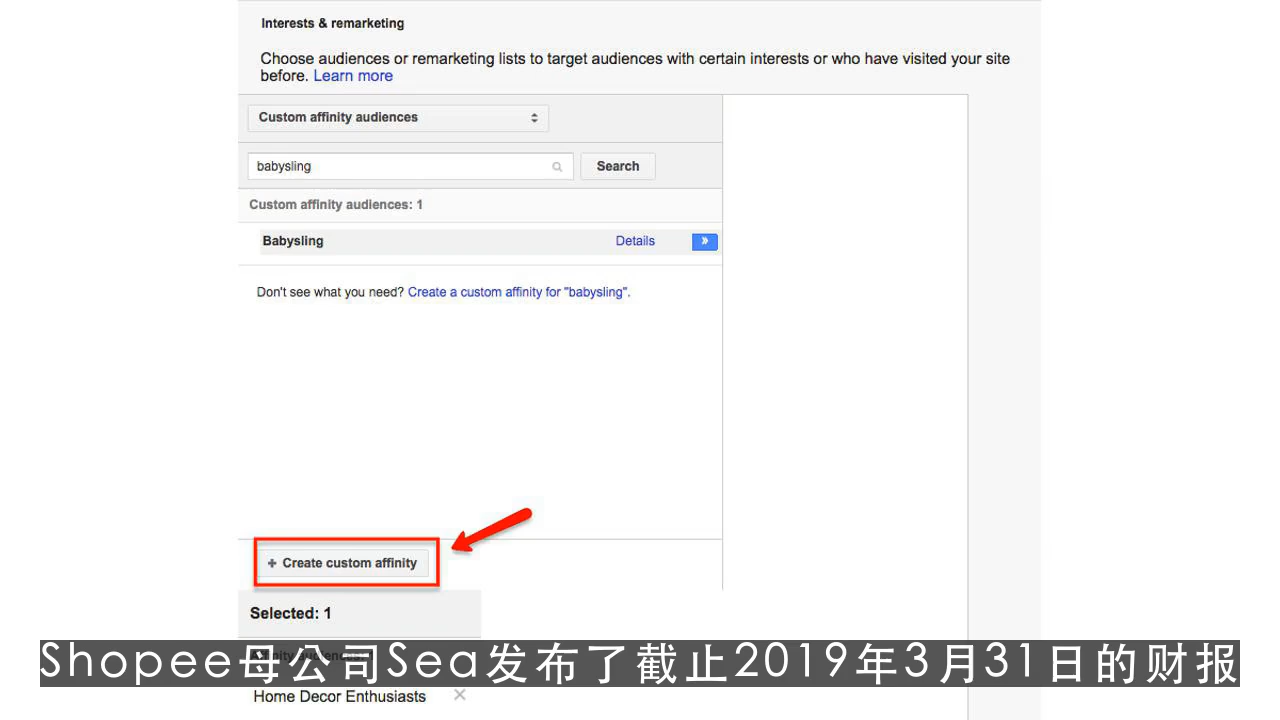 Interests & remarketing
Choose audiences or remarketing lists to target audiences with certain interests or who have visited your site
before. Learn more
Custom affinity audiences
babysling
Search
Custom affinity audiences: 1
Babysling Details »
Don't see what you need? Create a custom affinity for "babysling".
+ Create custom affinity
Selected: 1
Shopee母公司Sea发布了截止2019年3月31日的财报
Home Decor Enthusiasts ×